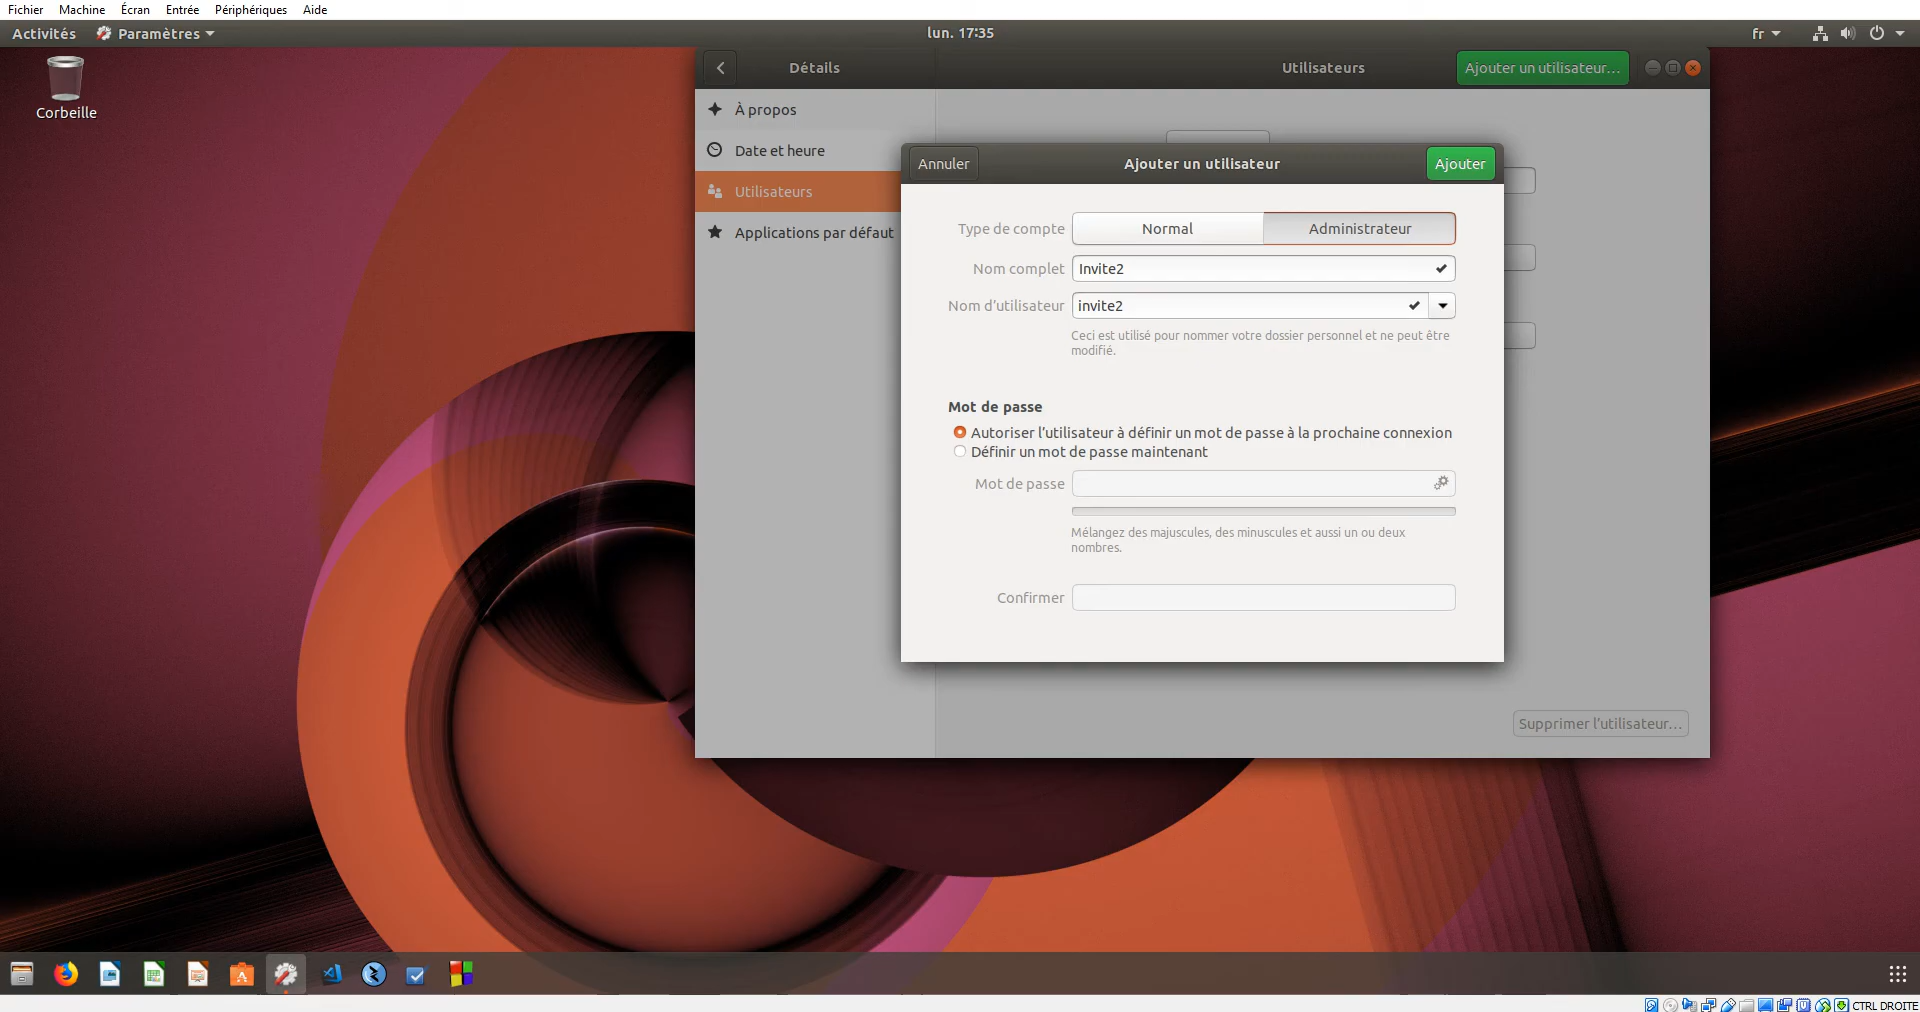 Fichier Machine Écran Entrée Périphériques Aide
Activités Paramètres lun. 17:35 fr
Corbeille
Détails Utilisateurs Ajouter un utilisateur...
À propos
Date et heure
Utilisateurs
Applications par défaut
Annuler Ajouter un utilisateur Ajouter
Type de compte Normal Administrateur
Nom complet Invite2
Nom d'utilisateur invite2
Ceci est utilisé pour nommer votre dossier personnel et ne peut être
modifié.
Mot de passe
Autoriser l'utilisateur à définir un mot de passe à la prochaine connexion
Définir un mot de passe maintenant
Mot de passe
Mélangez des majuscules, des minuscules et aussi un ou deux
nombres.
Confirmer
Supprimer l'utilisateur...
CTRL DROITE